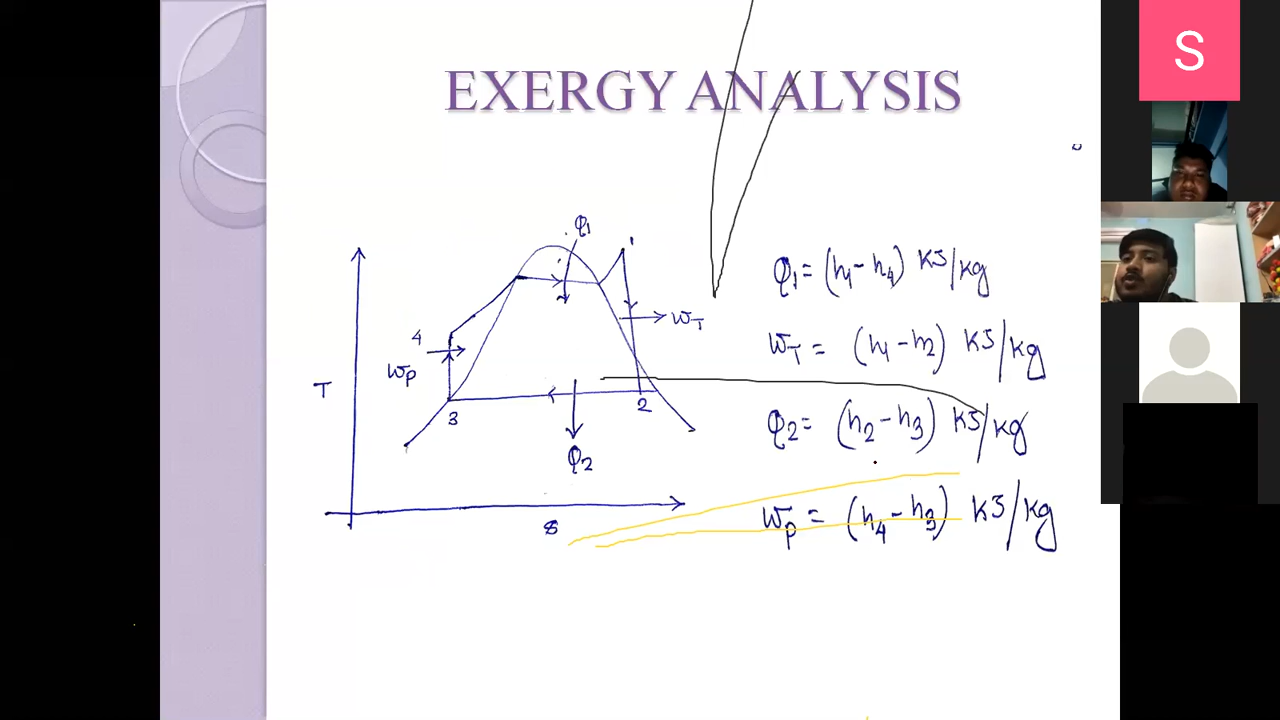 EXERGY ANALYSIS
S
Q1
1
Q1 = (h1 - h4) KJ/kg
WT
4
WT = (h1 - h2) KJ/kg
WP
T
3
2
Q2 = (h2 - h3) KJ/kg
Q2
WP = (h4 - h3) KJ/kg
S